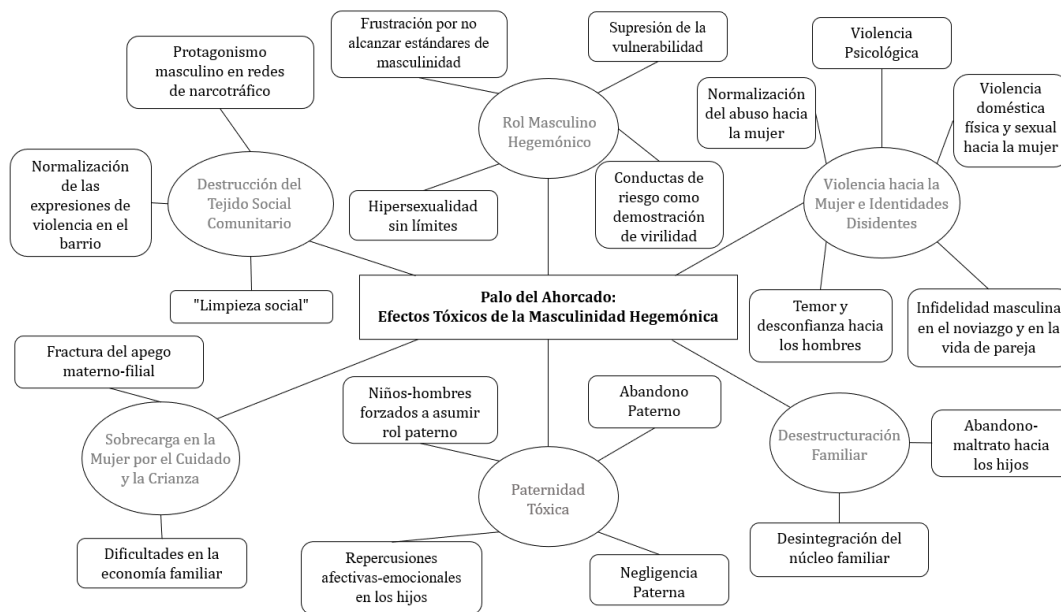 Frustración por no
alcanzar estándares de
masculinidad
Supresión de la
vulnerabilidad
Violencia
Psicológica
Protagonismo
masculino en redes
de narcotráfico
Normalización
del abuso hacia
la mujer
Violencia
doméstica
física y sexual
hacia la mujer
Rol Masculino
Hegemónico
Normalización
de las
expresiones de
violencia en el
barrio
Destrucción del
Tejido Social
Comunitario
Hipersexualidad
sin límites
Conductas de
riesgo como
demostración
de virilidad
Violencia hacia la
Mujer e Identidades
Disidentes
"Limpieza social"
Palo del Ahorcado:
Efectos Tóxicos de la Masculinidad Hegemónica
Temor y
desconfianza hacia
los hombres
Infidelidad masculina
en el noviazgo y en la
vida de pareja
Fractura del apego
materno-filial
Niños-hombres
forzados a asumir
rol paterno
Abandono
Paterno
Sobrecarga en la
Mujer por el Cuidado
y la Crianza
Desestructuración
Familiar
Abandono-
maltrato hacia
los hijos
Paternidad
Tóxica
Dificultades en la
economía familiar
Repercusiones
afectivas-emocionales
en los hijos
Negligencia
Paterna
Desintegración del
núcleo familiar